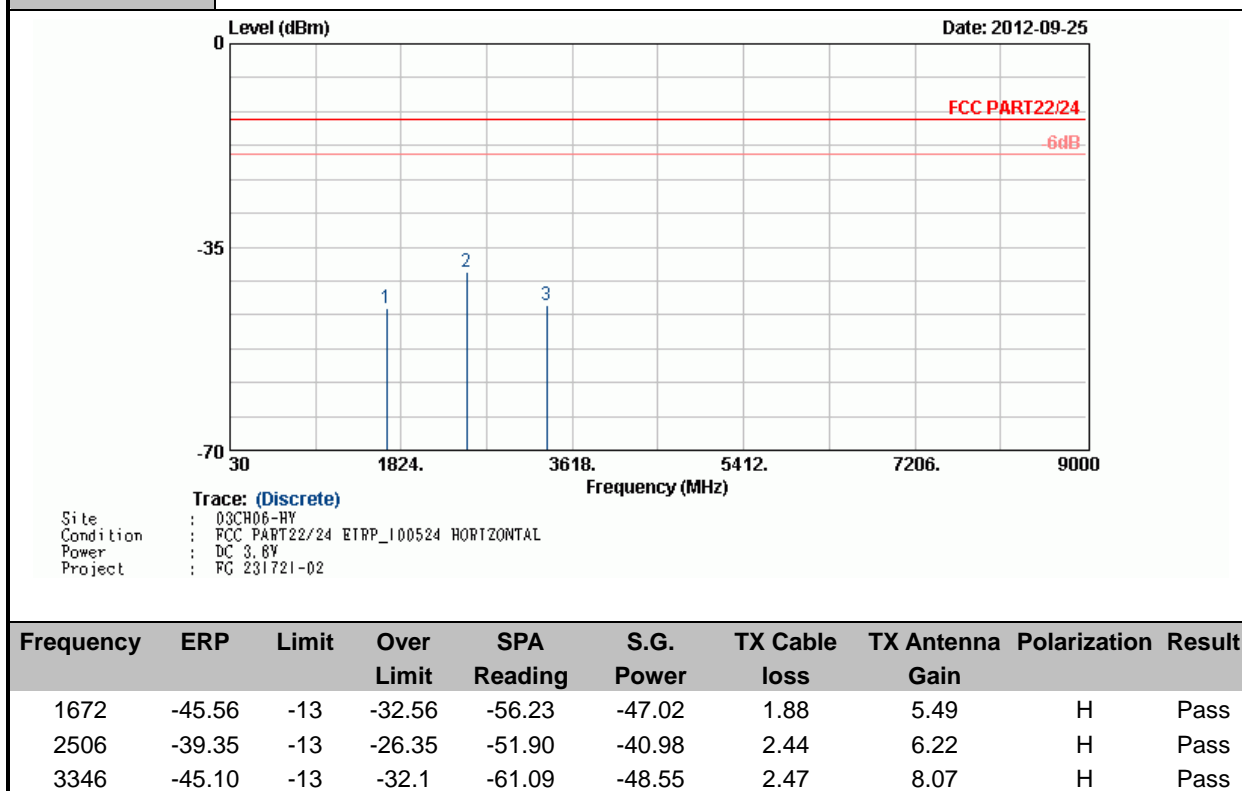 Level (dBm) Date: 2012-09-25
0
FCC PART22/24
-6dB
-35
2
1
3
-70
30 1824. 3618. 5412. 7206. 9000
Frequency (MHz)
Trace: (Discrete)
Site : 03CH06-HY
Condition : FCC PART22/24 EIRP_100524 HORIZONTAL
Power : DC 3.8V
Project : FG 231721-02
Frequency ERP Limit Over Limit SPA Reading S.G. Power TX Cable loss TX Antenna Gain Polarization Result
1672 -45.56 -13 -32.56 -56.23 -47.02 1.88 5.49 H Pass
2506 -39.35 -13 -26.35 -51.90 -40.98 2.44 6.22 H Pass
3346 -45.10 -13 -32.1 -61.09 -48.55 2.47 8.07 H Pass